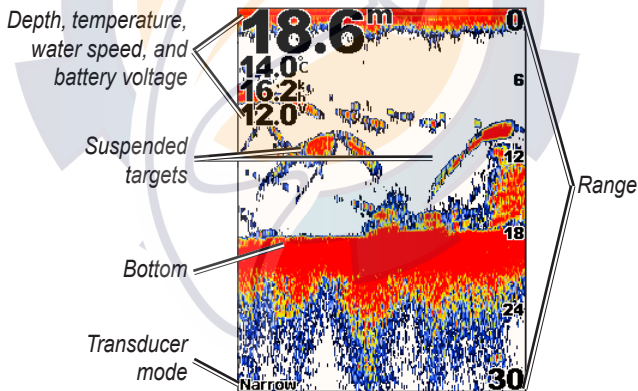 Depth, temperature,
water speed, and
battery voltage
18.6m
14.0°C
16.2kh
12.0v
Suspended
targets
Bottom
Transducer
mode
Narrow
0
6
12
18
24
30
Range